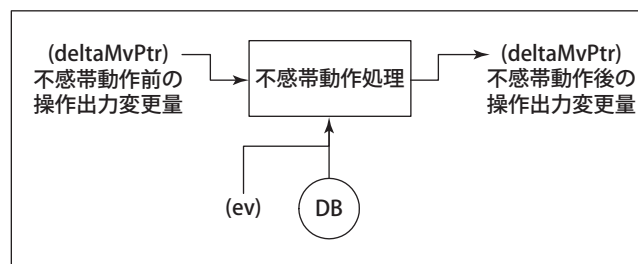 (deltaMvPtr)
不感帯動作前の
操作出力変更量
不感帯動作処理
(deltaMvPtr)
不感帯動作後の
操作出力変更量
(ev)
DB